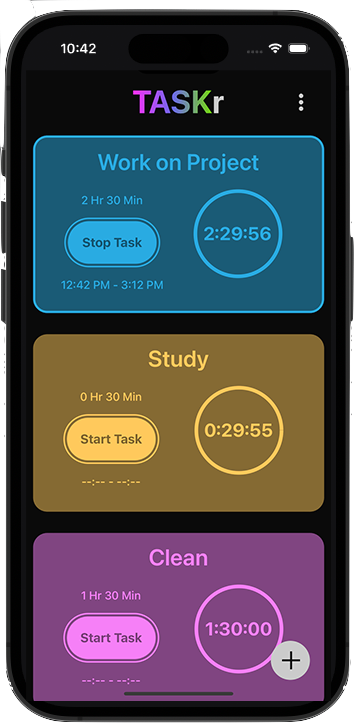 10:42
TASKr
Work on Project
2 Hr 30 Min
Stop Task
2:29:56
12:42 PM - 3:12 PM
Study
0 Hr 30 Min
Start Task
0:29:55
--:-- - --:--
Clean
1 Hr 30 Min
Start Task
1:30:00
--:-- - --:--